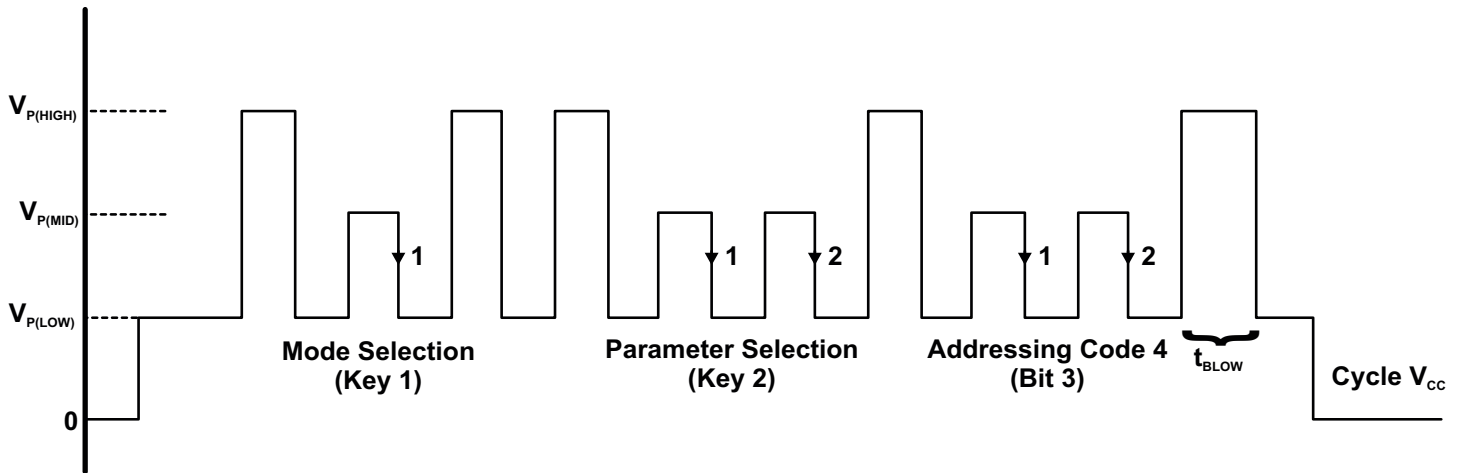 VP(HIGH)
VP(MID)
1
1
2
1
2
VP(LOW)
Mode Selection
(Key 1)
Parameter Selection
(Key 2)
Addressing Code 4
(Bit 3)
tBLOW
Cycle VCC
0